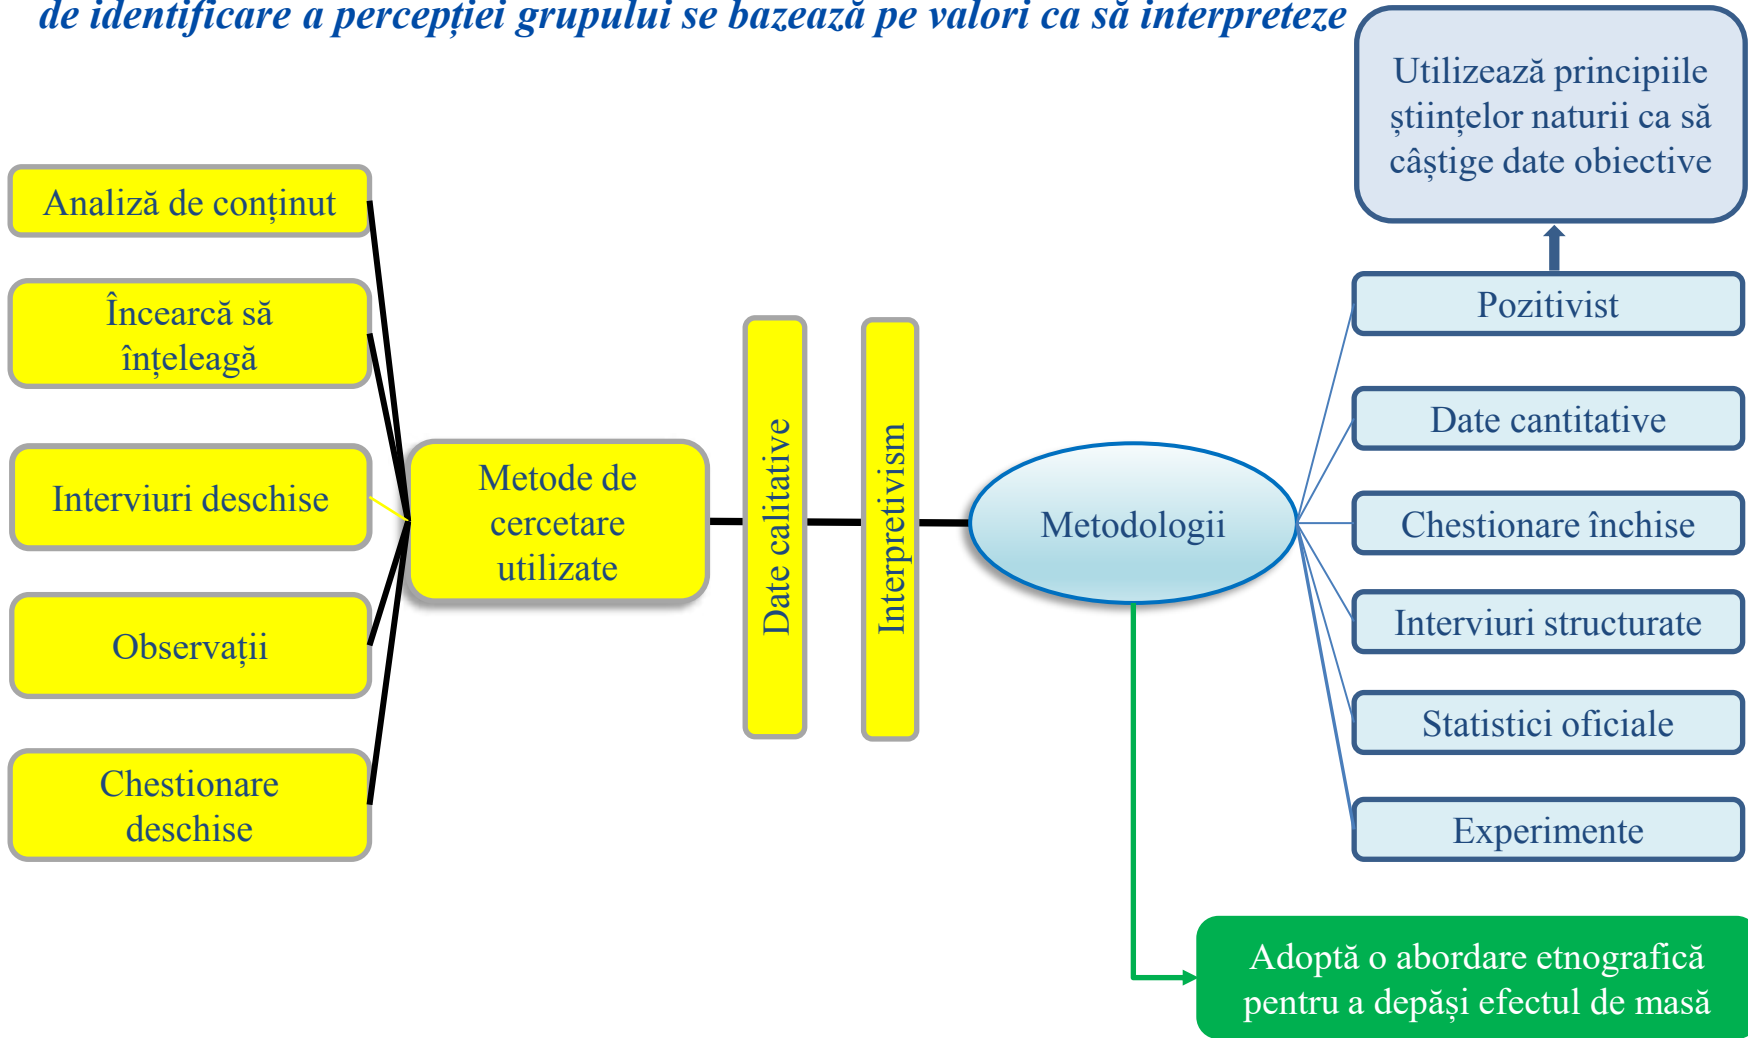 de identificare a percepției grupului se bazează pe valori ca să interpreteze
Utilizează principiile
științelor naturii ca să
câștige date obiective
Analiză de conținut
Încearcă să
înțeleagă
Interviuri deschise
Observații
Chestionare
deschise
Metode de
cercetare
utilizate
Date calitative
Interpretivism
Metodologii
Pozitivist
Date cantitative
Chestionare închise
Interviuri structurate
Statistici oficiale
Experimente
Adoptă o abordare etnografică
pentru a depăși efectul de masă